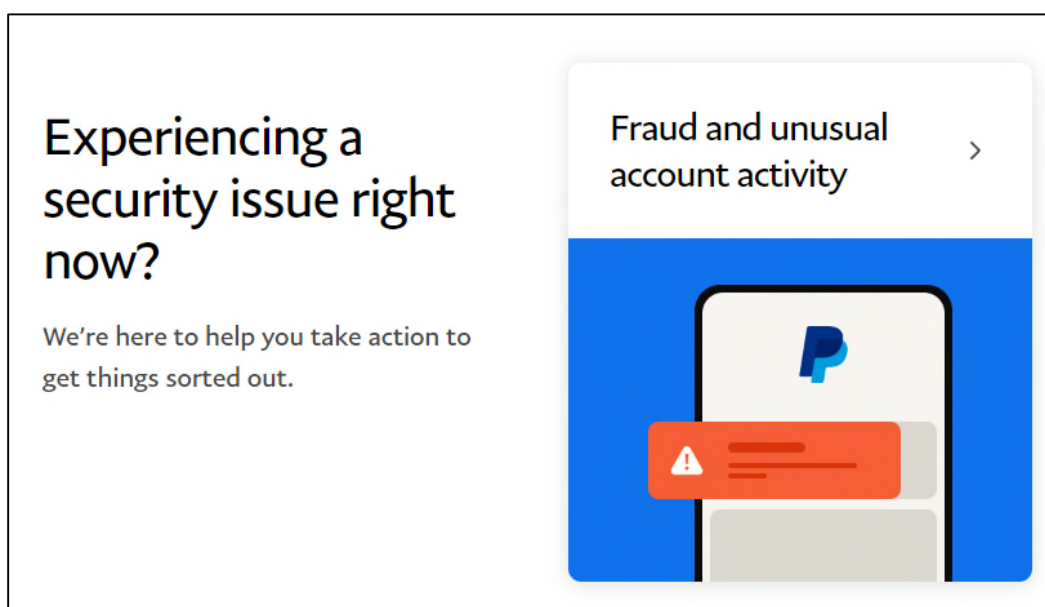 Experiencing a
security issue right
now?
We're here to help you take action to
get things sorted out.
Fraud and unusual
account activity